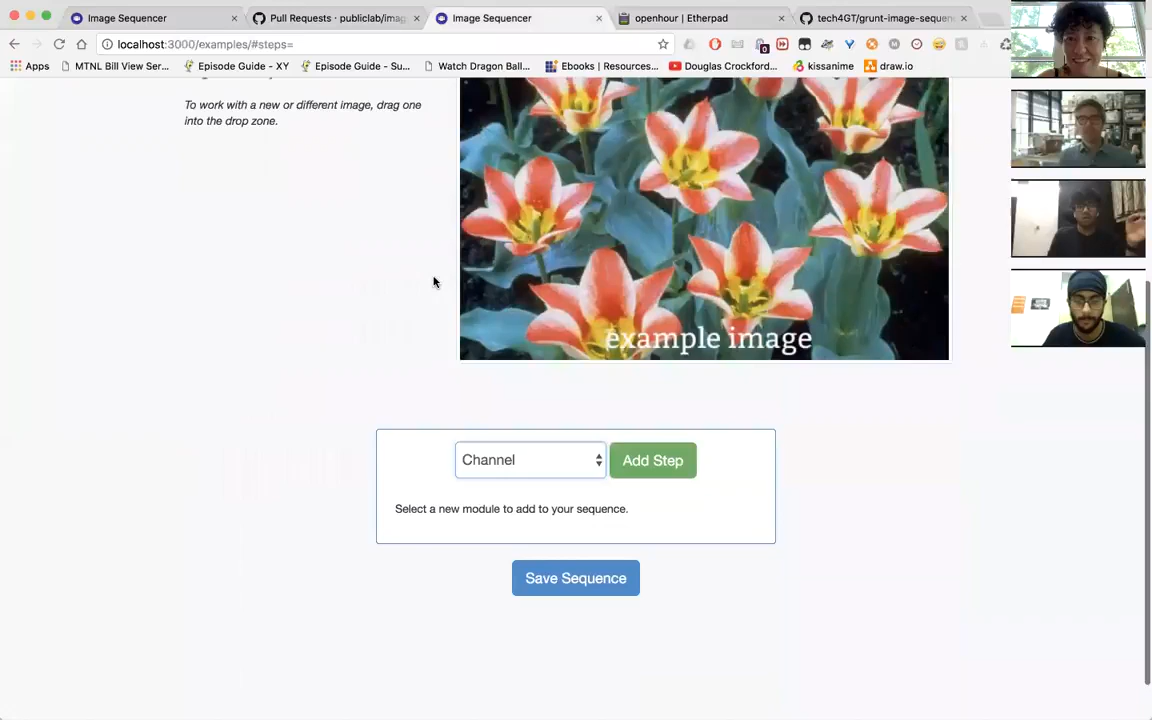 Image Sequencer
Pull Requests · publiclab/imag
Image Sequencer
openhour | Etherpad
tech4GT/grunt-image-sequen
localhost:3000/examples/#steps=
0
Apps
MTNL Bill View Ser...
Episode Guide - XY
Episode Guide - Su...
Watch Dragon Ball...
Ebooks | Resources...
Douglas Crockford...
kissanime
draw.io
To work with a new or different image, drag one
into the drop zone.
example image
Channel
Add Step
Select a new module to add to your sequence.
Save Sequence